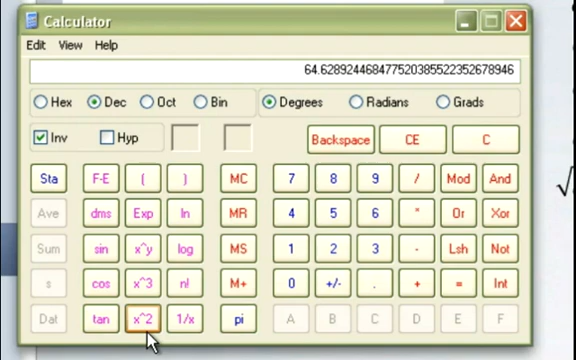 Calculator
Edit View Help
64.628924468477520385522352678946
Hex Dec Oct Bin Degrees Radians Grads
Inv Hyp Backspace CE C
Sta F-E ( ) MC 7 8 9 / Mod And
Ave dms Exp ln MR 4 5 6 * Or Xor
Sum sin x^y log MS 1 2 3 - Lsh Not
s cos x^3 n! M+ 0 +/- . + = Int
Dat tan x^2 1/x pi A B C D E F
√